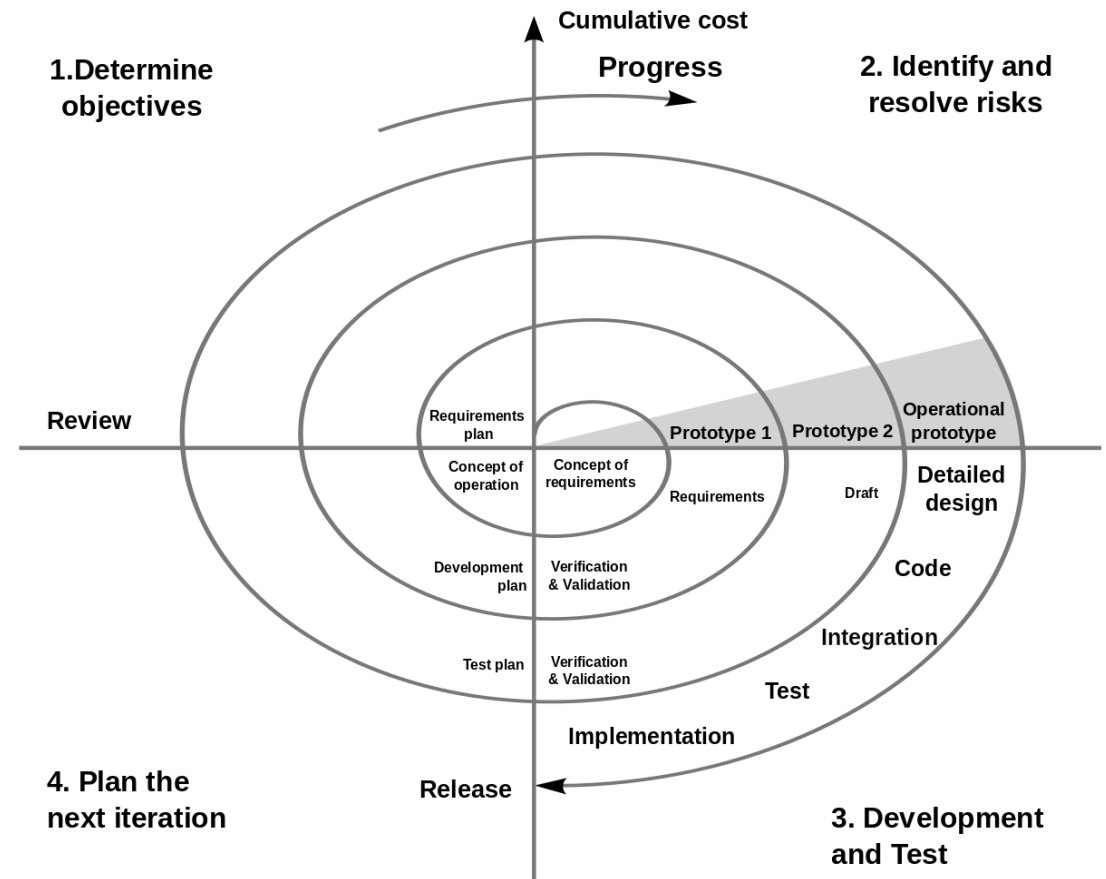 Cumulative cost
Progress
1.Determine
objectives
2. Identify and
resolve risks
Review
Requirements
plan
Prototype 1
Prototype 2
Operational
prototype
Concept of
operation
Concept of
requirements
Requirements
Draft
Detailed
design
Development
plan
Verification
& Validation
Code
Integration
Test plan
Verification
& Validation
Test
Implementation
Release
4. Plan the
next iteration
3. Development
and Test